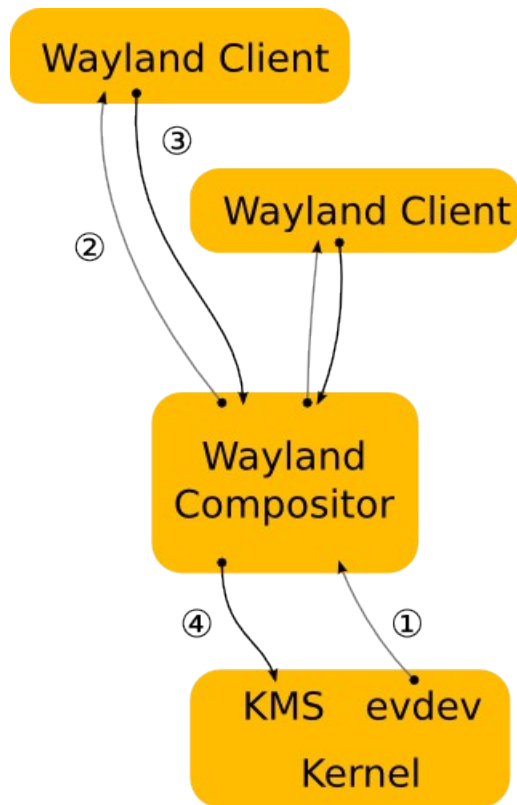 Wayland Client
③
Wayland Client
②
Wayland
Compositor
④
①
KMS evdev
Kernel